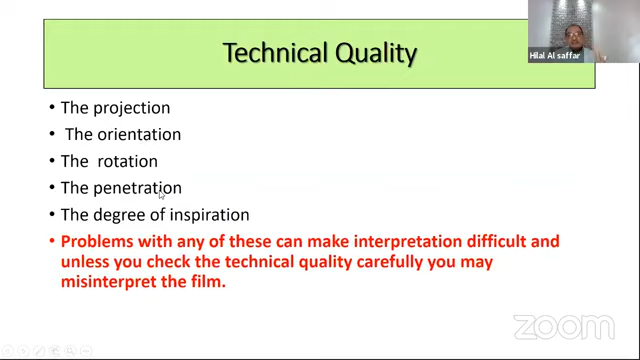 Technical Quality
Hilal Al saffar
• The projection
• The orientation
• The rotation
• The penetration
• The degree of inspiration
• Problems with any of these can make interpretation difficult and
unless you check the technical quality carefully you may
misinterpret the film.
zoom